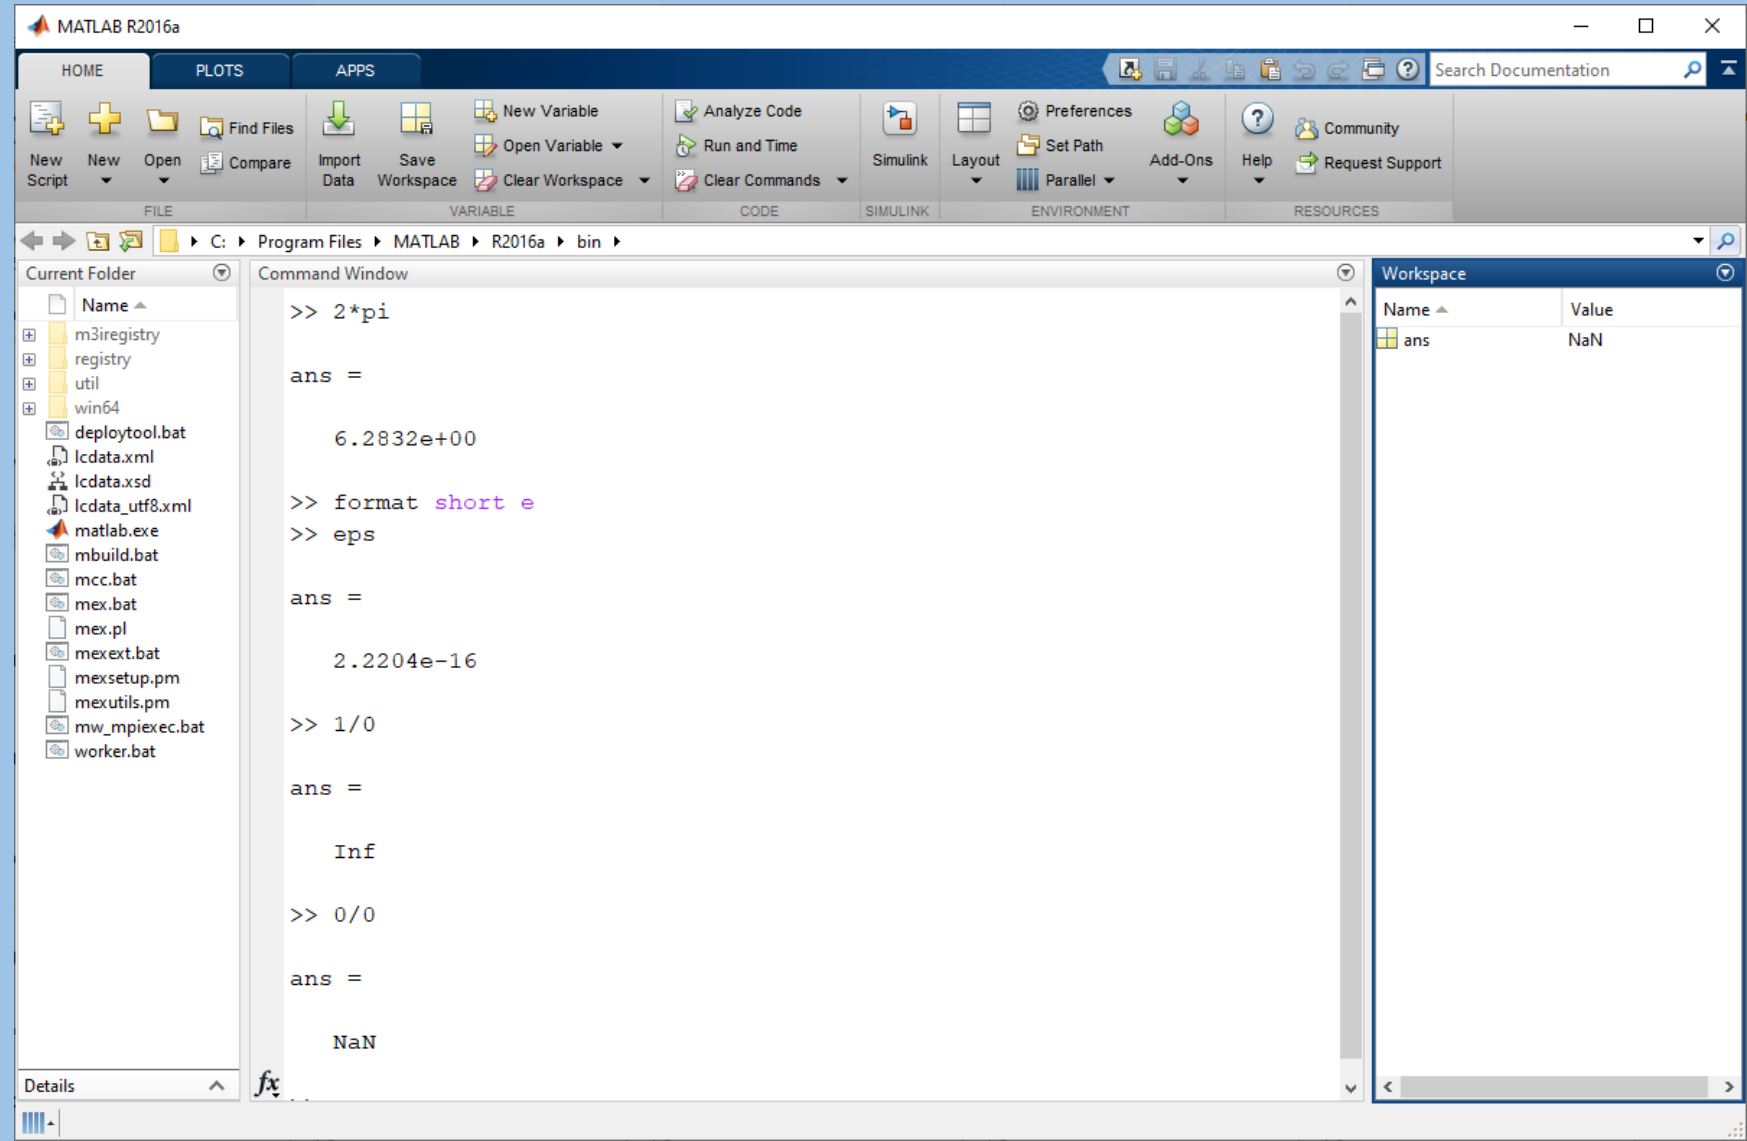 MATLAB R2016a
HOME PLOTS APPS Search Documentation
New Script
New
Open
Find Files
Compare
Import Data
Save Workspace
New Variable
Open Variable
Clear Workspace
Analyze Code
Run and Time
Clear Commands
Simulink
Layout
Preferences
Set Path
Parallel
Add-Ons
Help
Community
Request Support
FILE VARIABLE CODE SIMULINK ENVIRONMENT RESOURCES
C: Program Files MATLAB R2016a bin
Current Folder
Name
m3iregistry
registry
util
win64
deploytool.bat
lcdata.xml
lcdata.xsd
lcdata_utf8.xml
matlab.exe
mbuild.bat
mcc.bat
mex.bat
mex.pl
mexext.bat
mexsetup.pm
mexutils.pm
mw_mpiexec.bat
worker.bat
Details
Command Window
>> 2*pi
ans =
6.2832e+00
>> format short e
>> eps
ans =
2.2204e-16
>> 1/0
ans =
Inf
>> 0/0
ans =
NaN
fx
Workspace
Name Value
ans NaN